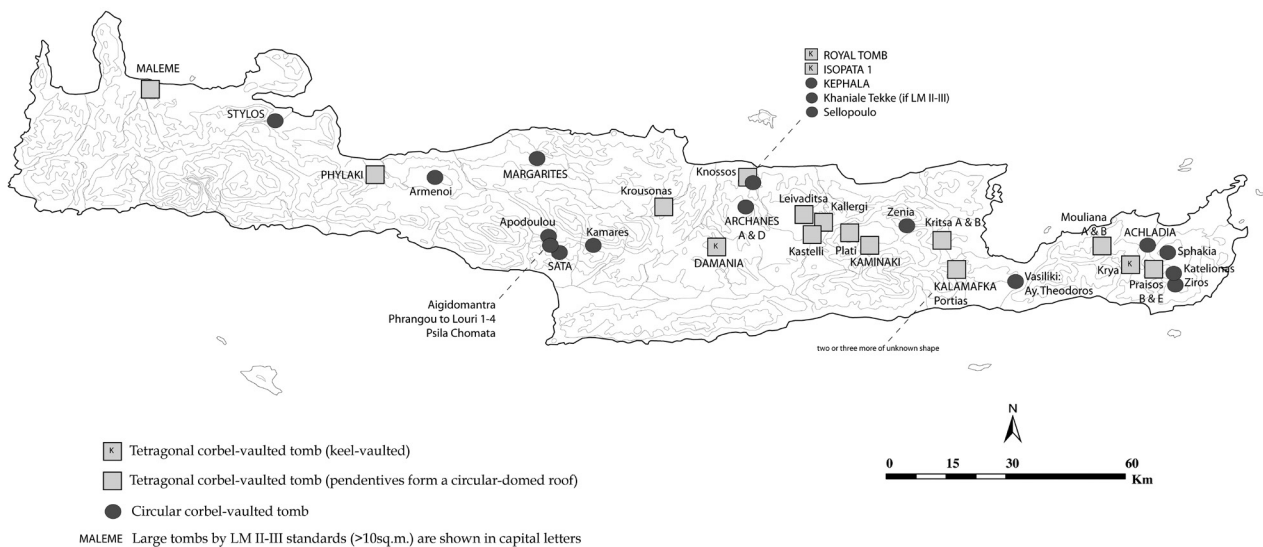 MALEME
STYLOS
PHYLAKI
Armenoi
MARGARITES
Apodoulou
SATA
Kamares
Aigidomantra
Phrangou to Louri 1-4
Psila Chomata
Krousonas
K ROYAL TOMB
K ISOPATA 1
KEPHALA
Khaniale Tekke (if LM II-III)
Sellopoulo
Knossos
ARCHANES
A & D
K
DAMANIA
Leivaditsa
Kallergi
Kastelli
Plati
KAMINAKI
Zenia
Kritsa A & B
KALAMAFKA
Portias
two or three more of unknown shape
Vasiliki:
Ay. Theodoros
Mouliana
A & B
ACHLADIA
Sphakia
Krya
K
Praisos
B & E
Katelionas
Ziros
N
0 15 30 60
Km
K Tetragonal corbel-vaulted tomb (keel-vaulted)
Tetragonal corbel-vaulted tomb (pendentives form a circular-domed roof)
Circular corbel-vaulted tomb
MALEME Large tombs by LM II-III standards (>10sq.m.) are shown in capital letters